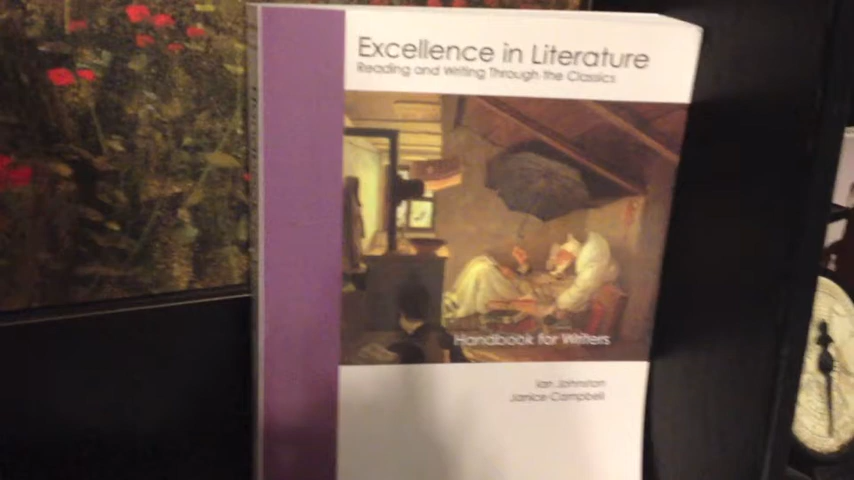 Excellence in Literature
Reading and Writing Through the Classics
Handbook for Writers
Ian Johnston
Janice Campbell